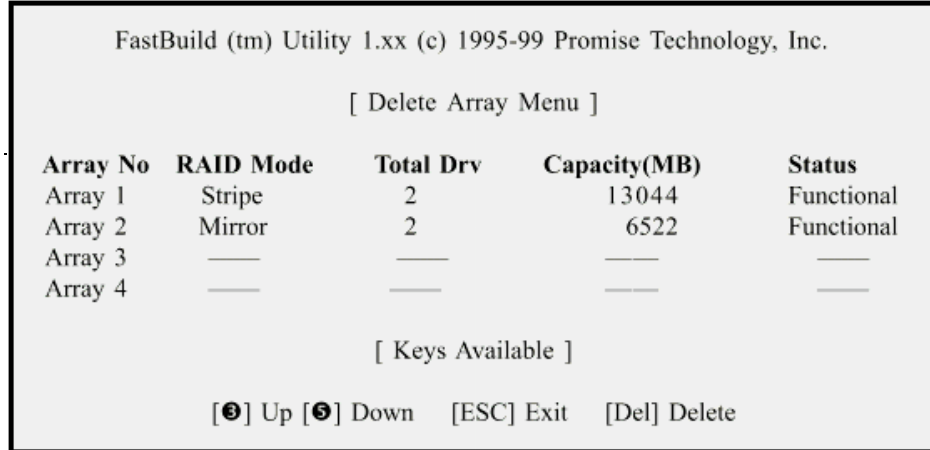 FastBuild (tm) Utility 1.xx (c) 1995-99 Promise Technology, Inc.
[ Delete Array Menu ]
Array No RAID Mode Total Drv Capacity(MB) Status
Array 1 Stripe 2 13044 Functional
Array 2 Mirror 2 6522 Functional
Array 3 —— —— —— ——
Array 4 —— —— —— ——
[ Keys Available ]
[❸] Up [❺] Down [ESC] Exit [Del] Delete